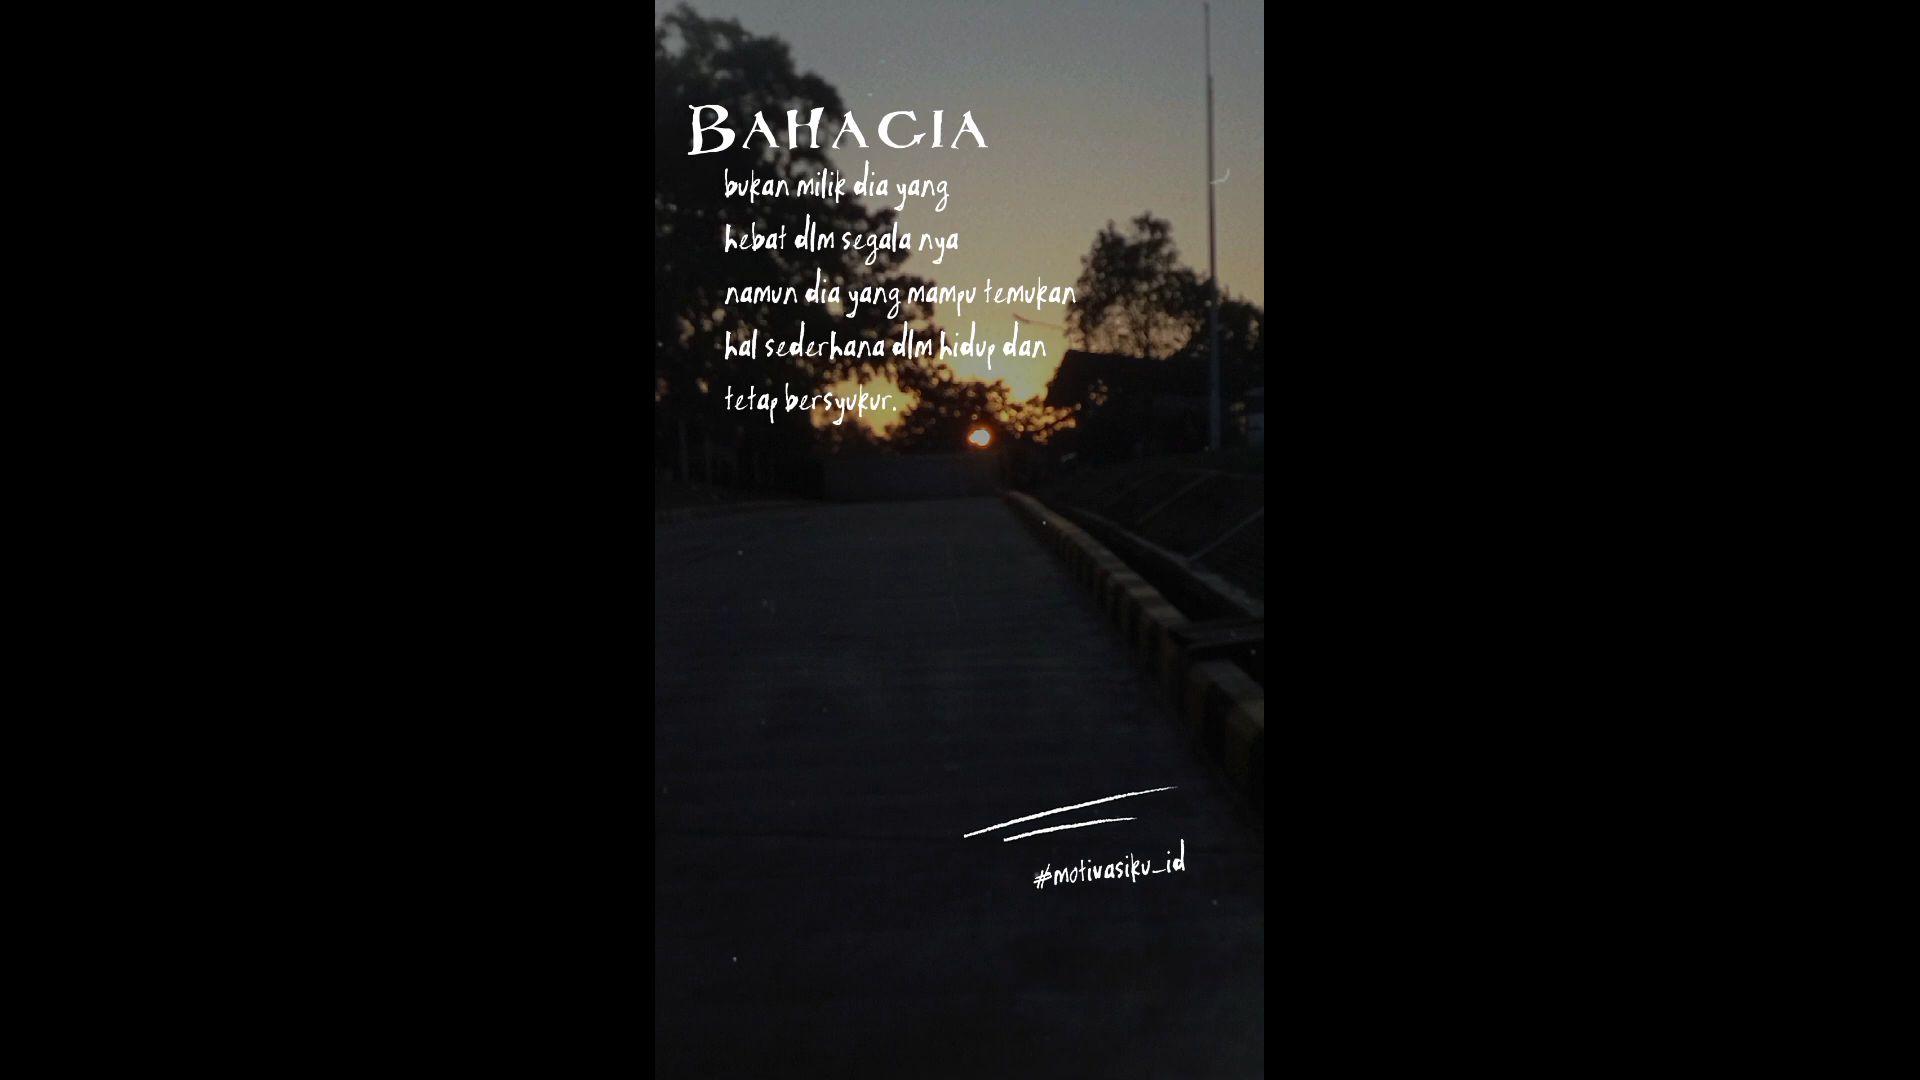 BAHAGIA
bukan milik dia yang
hebat dlm segala nya
namun dia yang mampu temukan
hal sederhana dlm hidup dan
tetap bersyukur.
#motivasiku_id